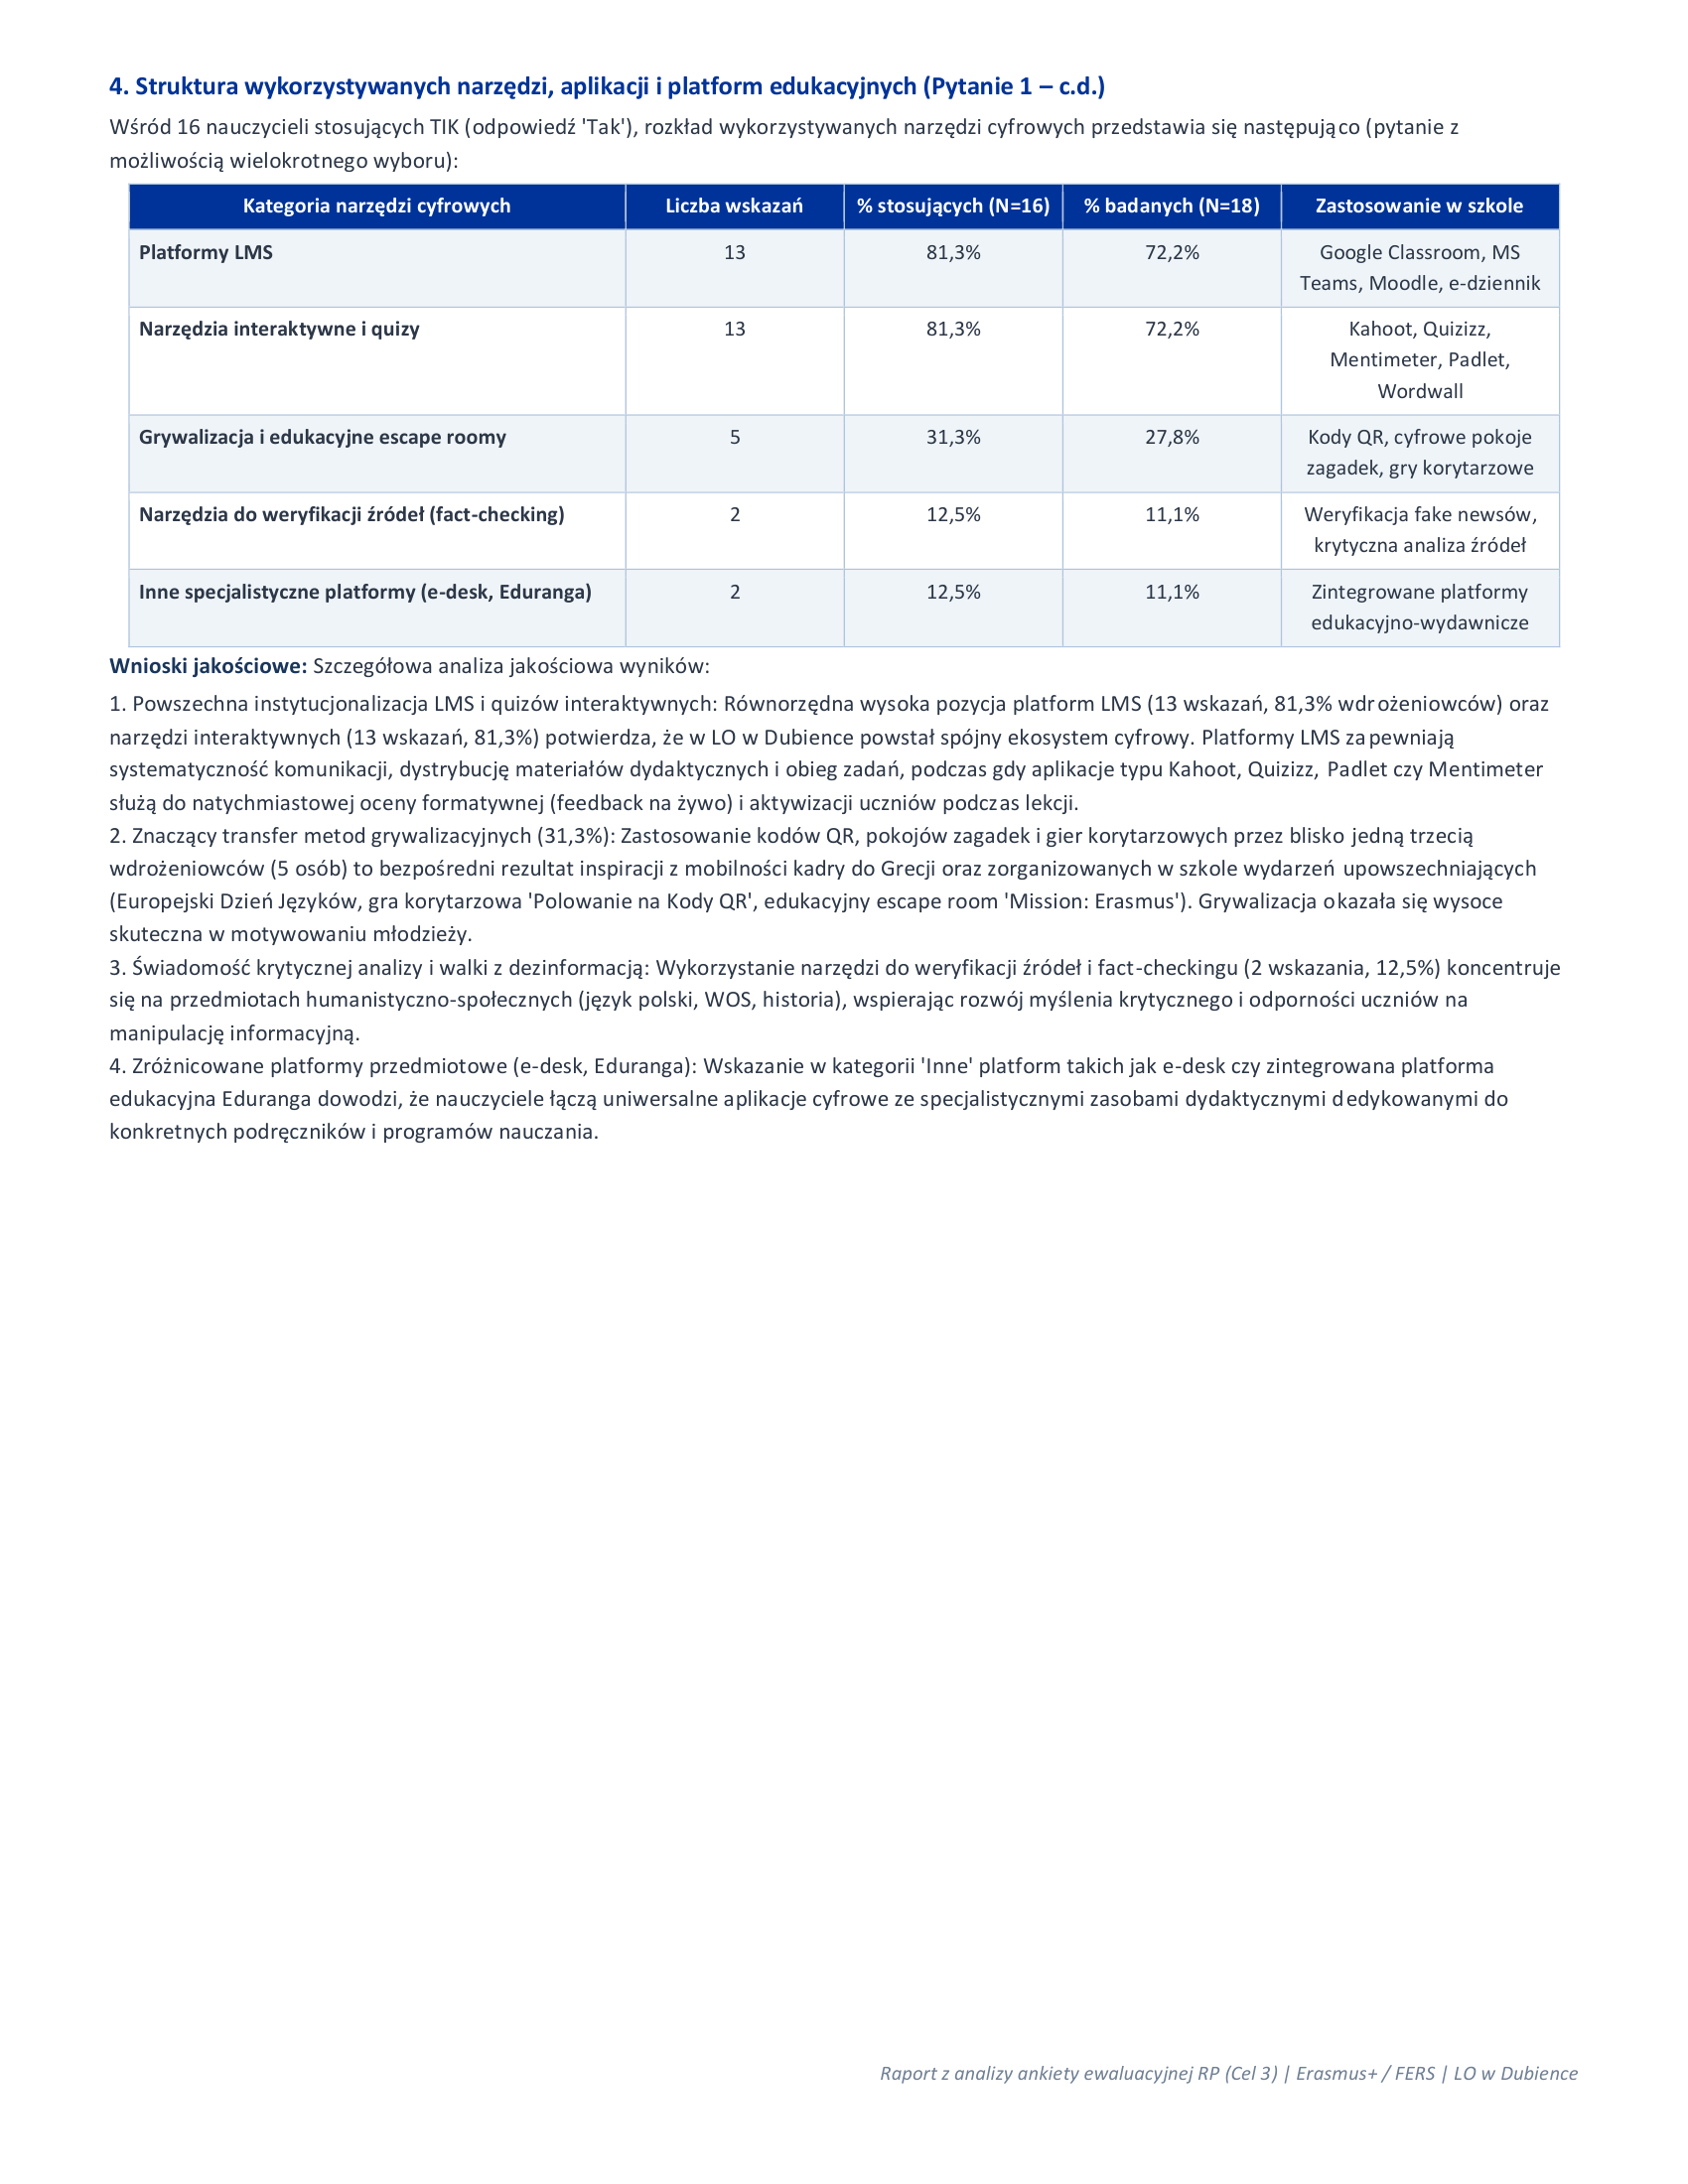 4. Struktura wykorzystywanych narzędzi, aplikacji i platform edukacyjnych (Pytanie 1 – c.d.)
Wśród 16 nauczycieli stosujących TIK (odpowiedź 'Tak'), rozkład wykorzystywanych narzędzi cyfrowych przedstawia się następująco (pytanie z
możliwością wielokrotnego wyboru):
Kategoria narzędzi cyfrowych Liczba wskazań % stosujących (N=16) % badanych (N=18) Zastosowanie w szkole
Platformy LMS 13 81,3% 72,2% Google Classroom, MS
Teams, Moodle, e-dziennik
Narzędzia interaktywne i quizy 13 81,3% 72,2% Kahoot, Quizizz,
Mentimeter, Padlet,
Wordwall
Grywalizacja i edukacyjne escape roomy 5 31,3% 27,8% Kody QR, cyfrowe pokoje
zagadek, gry korytarzowe
Narzędzia do weryfikacji źródeł (fact-checking) 2 12,5% 11,1% Weryfikacja fake newsów,
krytyczna analiza źródeł
Inne specjalistyczne platformy (e-desk, Eduranga) 2 12,5% 11,1% Zintegrowane platformy
edukacyjno-wydawnicze
Wnioski jakościowe: Szczegółowa analiza jakościowa wyników:
1. Powszechna instytucjonalizacja LMS i quizów interaktywnych: Równorzędna wysoka pozycja platform LMS (13 wskazań, 81,3% wdrożeniowców) oraz
narzędzi interaktywnych (13 wskazań, 81,3%) potwierdza, że w LO w Dubience powstał spójny ekosystem cyfrowy. Platformy LMS zapewniają
systematyczność komunikacji, dystrybucję materiałów dydaktycznych i obieg zadań, podczas gdy aplikacje typu Kahoot, Quizizz, Padlet czy Mentimeter
służą do natychmiastowej oceny formatywnej (feedback na żywo) i aktywizacji uczniów podczas lekcji.
2. Znaczący transfer metod grywalizacyjnych (31,3%): Zastosowanie kodów QR, pokojów zagadek i gier korytarzowych przez blisko jedną trzecią
wdrożeniowców (5 osób) to bezpośredni rezultat inspiracji z mobilności kadry do Grecji oraz zorganizowanych w szkole wydarzeń upowszechniających
(Europejski Dzień Języków, gra korytarzowa 'Polowanie na Kody QR', edukacyjny escape room 'Mission: Erasmus'). Grywalizacja okazała się wysoce
skuteczna w motywowaniu młodzieży.
3. Świadomość krytycznej analizy i walki z dezinformacją: Wykorzystanie narzędzi do weryfikacji źródeł i fact-checkingu (2 wskazania, 12,5%) koncentruje
się na przedmiotach humanistyczno-społecznych (język polski, WOS, historia), wspierając rozwój myślenia krytycznego i odporności uczniów na
manipulację informacyjną.
4. Zróżnicowane platformy przedmiotowe (e-desk, Eduranga): Wskazanie w kategorii 'Inne' platform takich jak e-desk czy zintegrowana platforma
edukacyjna Eduranga dowodzi, że nauczyciele łączą uniwersalne aplikacje cyfrowe ze specjalistycznymi zasobami dydaktycznymi dedykowanymi do
konkretnych podręczników i programów nauczania.
Raport z analizy ankiety ewaluacyjnej RP (Cel 3) | Erasmus+ / FERS | LO w Dubience